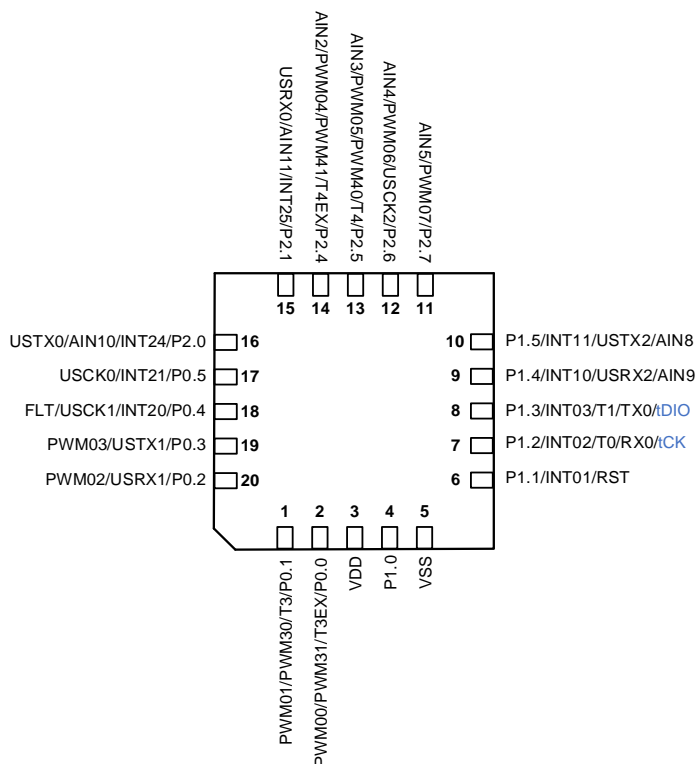 USRX0/AIN11/INT25/P2.1
AIN2/PWM04/PWM41/T4EX/P2.4
AIN3/PWM05/PWM40/T4/P2.5
AIN4/PWM06/USCK2/P2.6
AIN5/PWM07/P2.7
15
14
13
12
11
USTX0/AIN10/INT24/P2.0
16
USCK0/INT21/P0.5
17
FLT/USCK1/INT20/P0.4
18
PWM03/USTX1/P0.3
19
PWM02/USRX1/P0.2
20
10
P1.5/INT11/USTX2/AIN8
9
P1.4/INT10/USRX2/AIN9
8
P1.3/INT03/T1/TX0/tDIO
7
P1.2/INT02/T0/RX0/tCK
6
P1.1/INT01/RST
1
2
3
4
5
PWM01/PWM30/T3/P0.1
PWM00/PWM31/T3EX/P0.0
VDD
P1.0
VSS